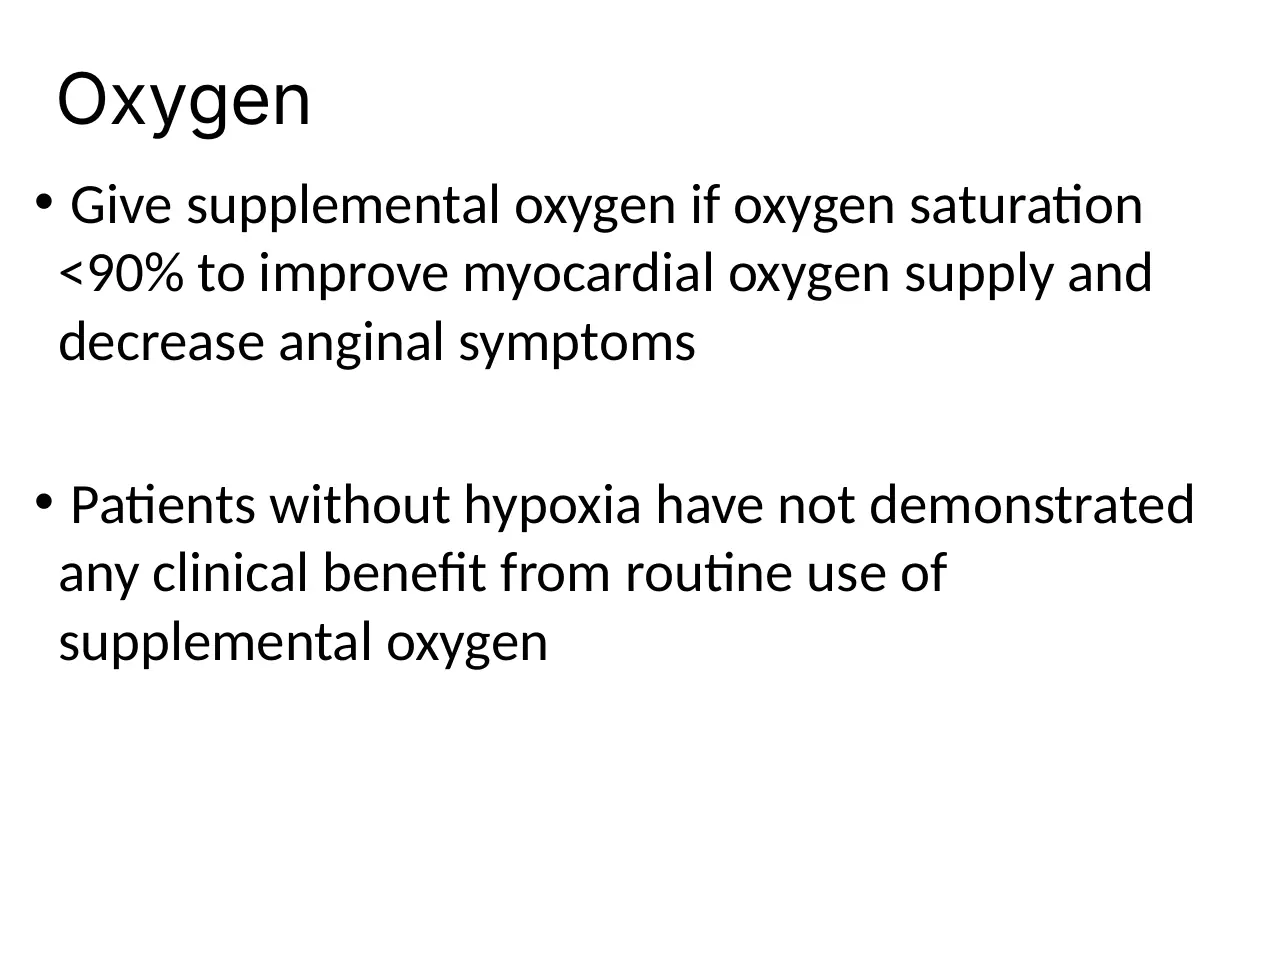 Oxygen
• Give supplemental oxygen if oxygen saturation
<90% to improve myocardial oxygen supply and
decrease anginal symptoms
• Patients without hypoxia have not demonstrated
any clinical benefit from routine use of
supplemental oxygen